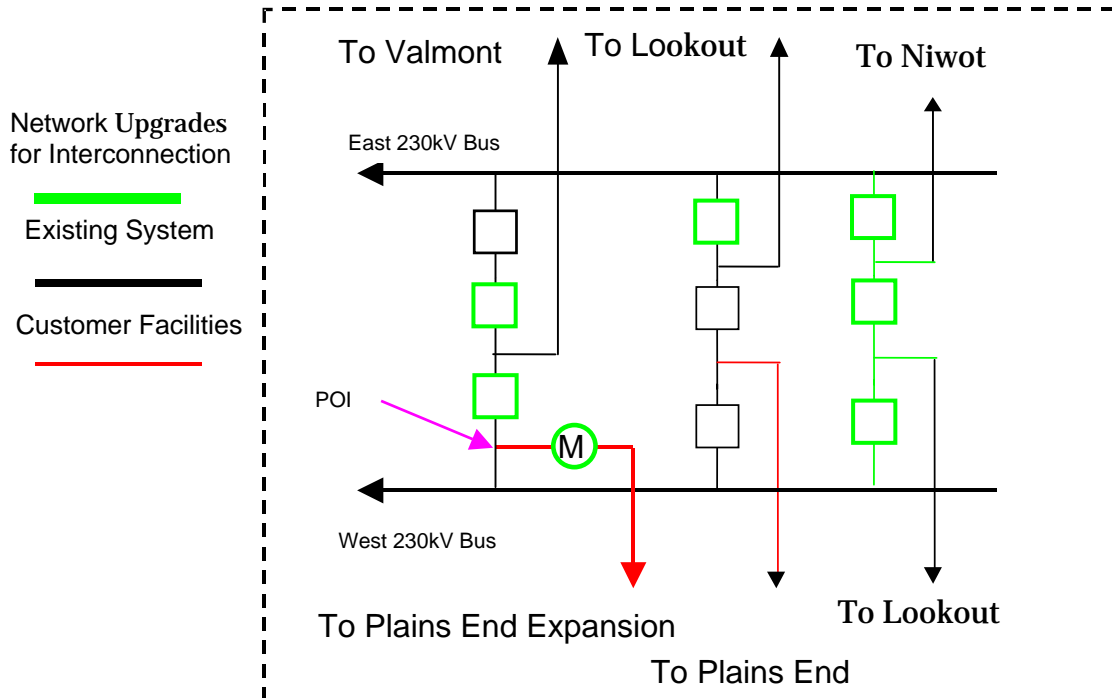 To Valmont
To Lookout
To Niwot
Network Upgrades
for Interconnection
East 230kV Bus
Existing System
Customer Facilities
POI
M
West 230kV Bus
To Plains End Expansion
To Lookout
To Plains End